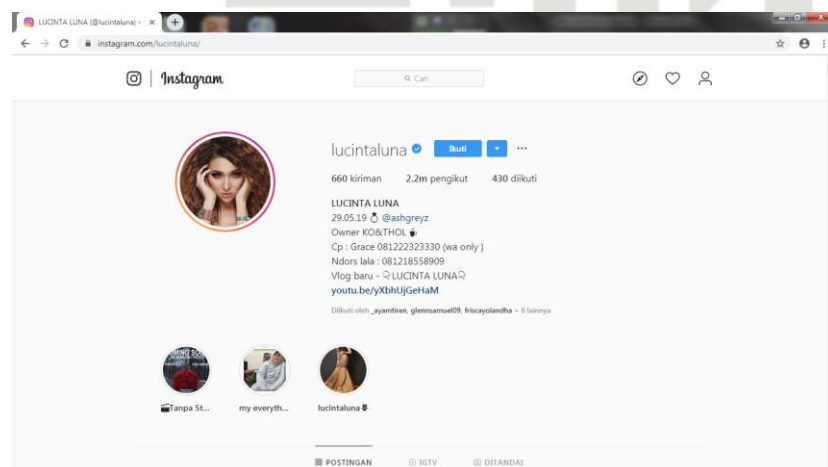 LUCINTA LUNA (@lucintaluna) •
instagram.com/lucintaluna/
Instagram
Cari
lucintaluna Ikuti
660 kiriman 2.2m pengikut 430 diikuti
LUCINTA LUNA
29.05.19 💍 @ashgreyz
Owner KO&THOL
Cp : Grace 081222323330 (wa only )
Ndors lala : 081218558909
Vlog baru - LUCINTA LUNA
youtu.be/yXbhUjGeHaM
Diikuti oleh _ayamtiren, glennsamuel09, friscayolandha + 6 lainnya
Tanpa St... my everyth... lucintaluna
POSTINGAN IGTV DITANDAI